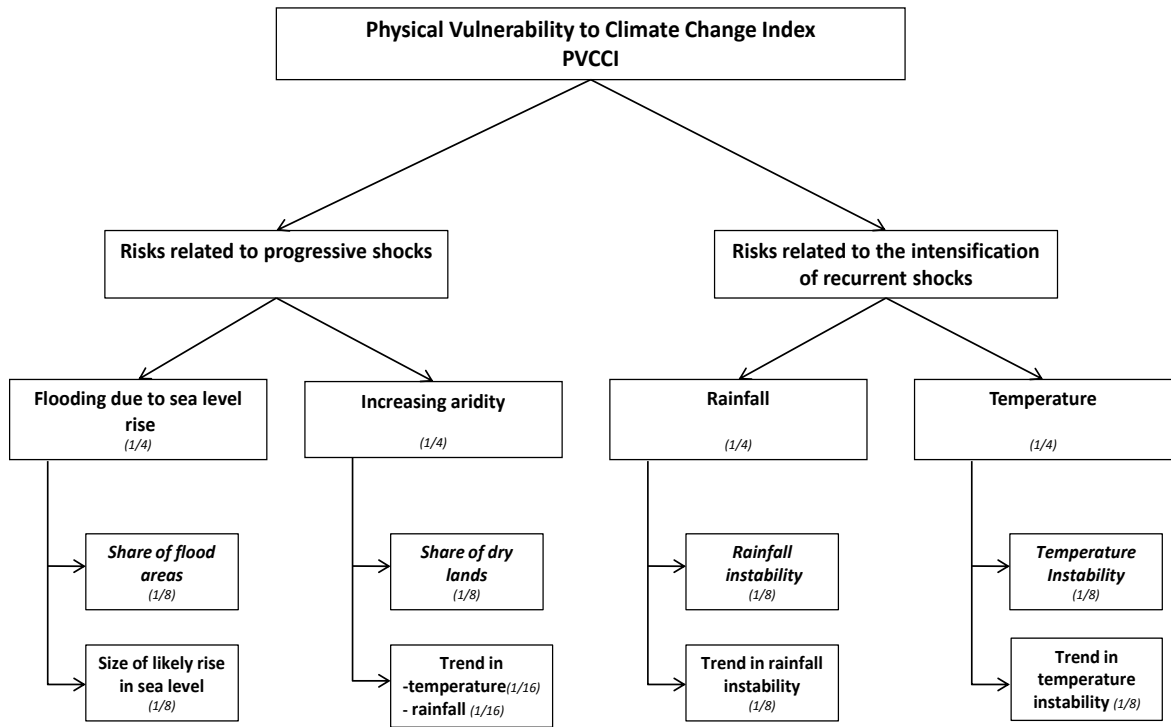 Physical Vulnerability to Climate Change Index
PVCCI
Risks related to progressive shocks
Risks related to the intensification
of recurrent shocks
Flooding due to sea level
rise
(1/4)
Increasing aridity
(1/4)
Rainfall
(1/4)
Temperature
(1/4)
Share of flood
areas
(1/8)
Share of dry
lands
(1/8)
Rainfall
instability
(1/8)
Temperature
Instability
(1/8)
Size of likely rise
in sea level
(1/8)
Trend in
-temperature(1/16)
- rainfall (1/16)
Trend in rainfall
instability
(1/8)
Trend in
temperature
instability (1/8)